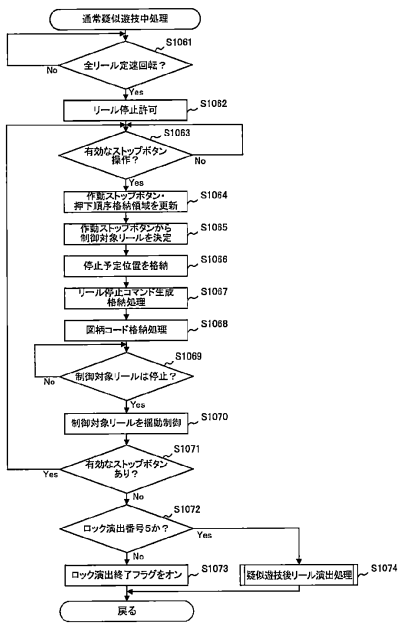 通常疑似遊技中処理
S1061
全リール定速回転？
No
Yes
リール停止許可
S1062
S1063
有効なストップボタン
操作？
No
Yes
作動ストップボタン・
押下順序格納領域を更新
S1064
作動ストップボタンから
制御対象リールを決定
S1065
停止予定位置を格納
S1066
リール停止コマンド生成
格納処理
S1067
図柄コード格納処理
S1068
S1069
制御対象リールは停止？
No
Yes
制御対象リールを揺動制御
S1070
S1071
有効なストップボタン
あり？
Yes
No
S1072
ロック演出番号5か？
Yes
No
ロック演出終了フラグをオン
S1073
疑似遊技後リール演出処理
S1074
戻る